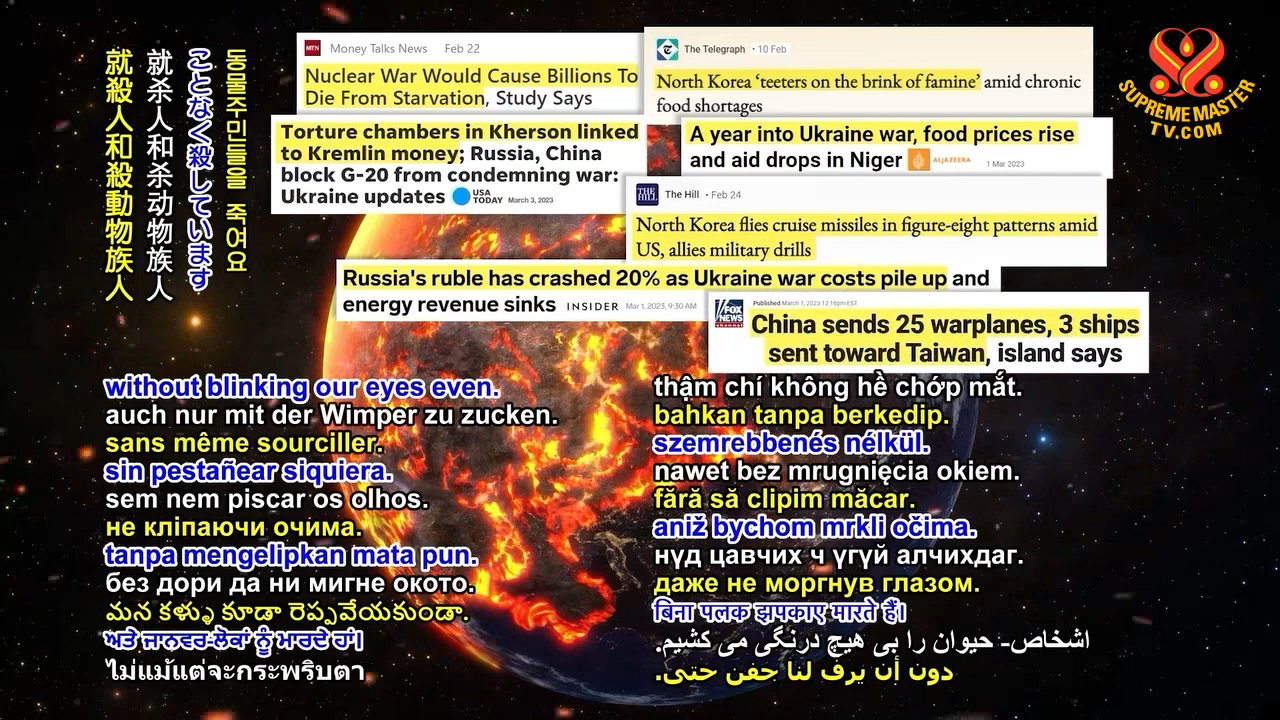 就殺人和殺動物族人
就杀人和杀动物族人
ことなく殺しています
동물주민들을 죽여요
MTN Money Talks News Feb 22
Nuclear War Would Cause Billions To
Die From Starvation, Study Says
The Telegraph • 10 Feb
North Korea ‘teeters on the brink of famine’ amid chronic
food shortages
Torture chambers in Kherson linked
to Kremlin money; Russia, China
block G-20 from condemning war:
Ukraine updates USA TODAY March 3, 2023
A year into Ukraine war, food prices rise
and aid drops in Niger ALJAZEERA 1 Mar 2023
THE HILL The Hill • Feb 24
North Korea flies cruise missiles in figure-eight patterns amid
US, allies military drills
Russia's ruble has crashed 20% as Ukraine war costs pile up and
energy revenue sinks INSIDER Mar 1, 2023, 9:30 AM
FOX NEWS channel Published March 1, 2023 12:16pm EST
China sends 25 warplanes, 3 ships
sent toward Taiwan, island says
SUPREME MASTER
TV.COM
without blinking our eyes even.
auch nur mit der Wimper zu zucken.
sans même sourciller.
sin pestañear siquiera.
sem nem piscar os olhos.
не кліпаючи очима.
tanpa mengelipkan mata pun.
без дори да ни мигне окото.
మన కళ్ళు కూడా రెప్పవేయకుండా.
ਅਤੇ ਜਾਨਵਰ-ਲੋਕਾਂ ਨੂੰ ਮਾਰਦੇ ਹਾਂ।
ไม่แม้แต่จะกระพริบตา
thậm chí không hề chớp mắt.
bahkan tanpa berkedip.
szemrebbenés nélkül.
nawet bez mrugnięcia okiem.
fără să clipim măcar.
aniž bychom mrkli očima.
нүд цавчих ч үгүй алчихдаг.
даже не моргнув глазом.
बिना पलक झपकाए मारते हैं।
اشخاص- حیوان را بی هیچ درنگی می کشیم.
دون أن يرف لنا جفن حتى.